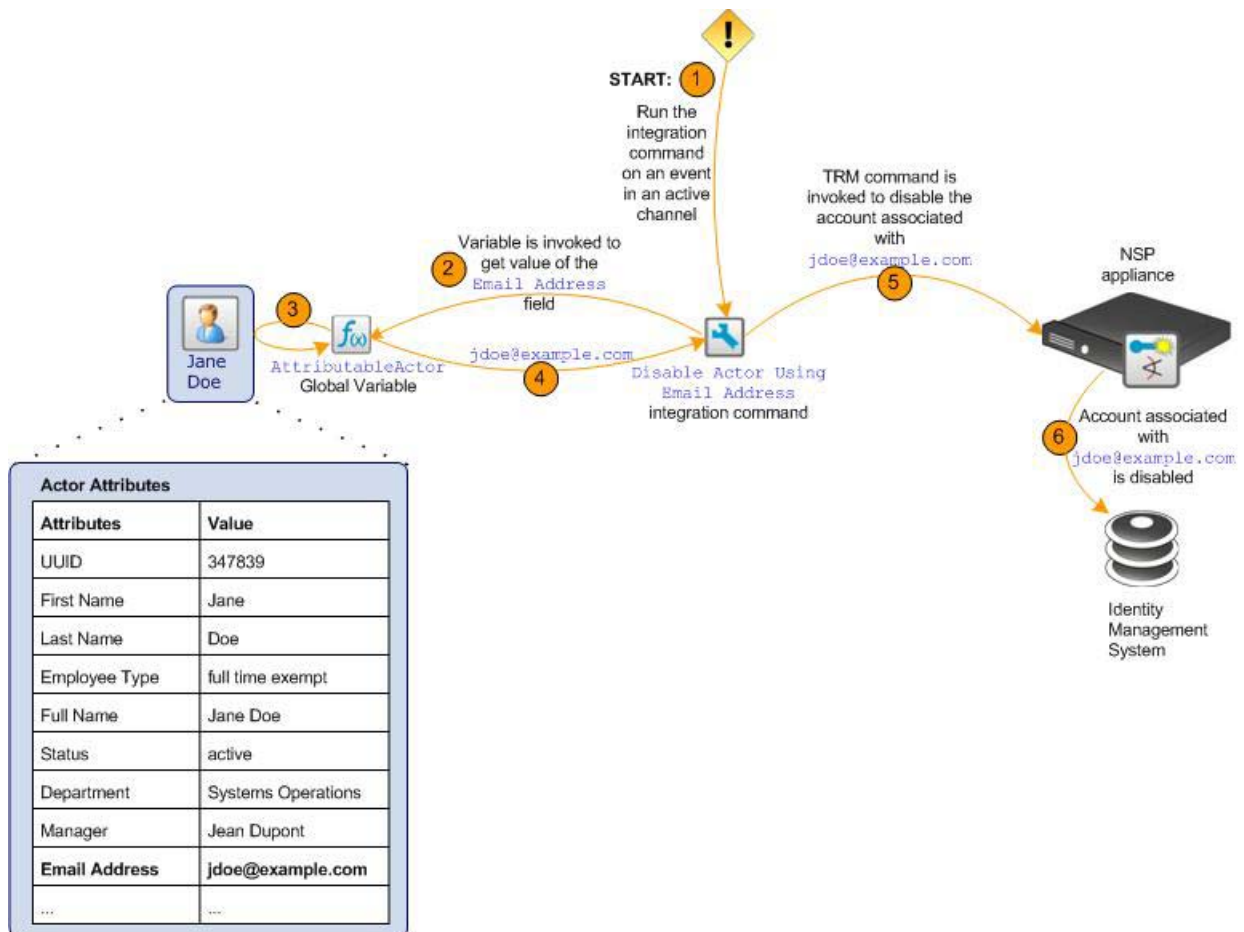 !
START: 1
Run the
integration
command
on an event
in an active
channel
2
Variable is invoked to
get value of the
Email Address
field
3
Jane
Doe
f(x)
AttributableActor
Global Variable
jdoe@example.com
4
Disable Actor Using
Email Address
integration command
TRM command is
invoked to disable the
account associated
with
jdoe@example.com
5
NSP
appliance
6
Account associated
with
jdoe@example.com
is disabled
Identity
Management
System
Actor Attributes
Attributes Value
UUID 347839
First Name Jane
Last Name Doe
Employee Type full time exempt
Full Name Jane Doe
Status active
Department Systems Operations
Manager Jean Dupont
Email Address jdoe@example.com
... ...